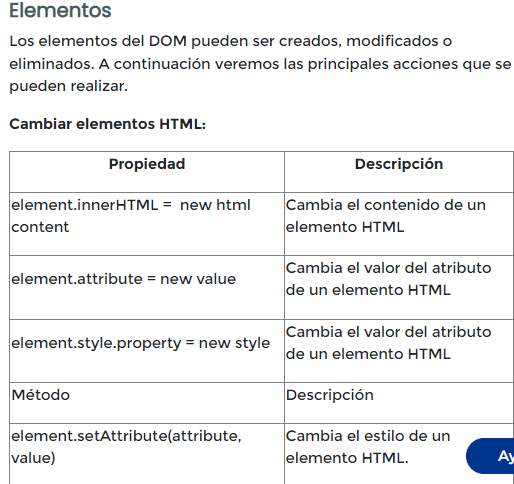 Elementos
Los elementos del DOM pueden ser creados, modificados o
eliminados. A continuación veremos las principales acciones que se
pueden realizar.
Cambiar elementos HTML:
Propiedad
Descripción
element.innerHTML =  new html
content
Cambia el contenido de un
elemento HTML
element.attribute = new value
Cambia el valor del atributo
de un elemento HTML
element.style.property = new style
Cambia el valor del atributo
de un elemento HTML
Método
Descripción
element.setAttribute(attribute,
value)
Cambia el estilo de un
elemento HTML.
Ay